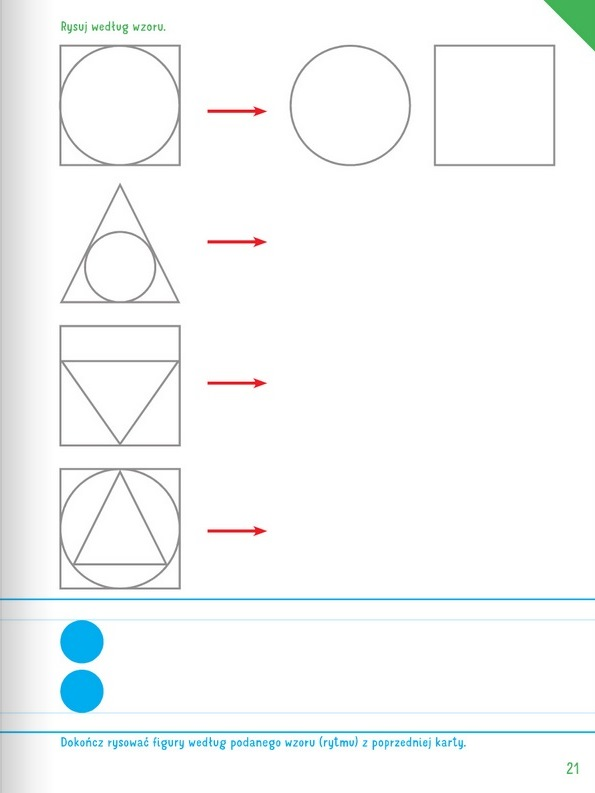 Rysuj według wzoru.
Dokończ rysować figury według podanego wzoru (rytmu) z poprzedniej karty.
21